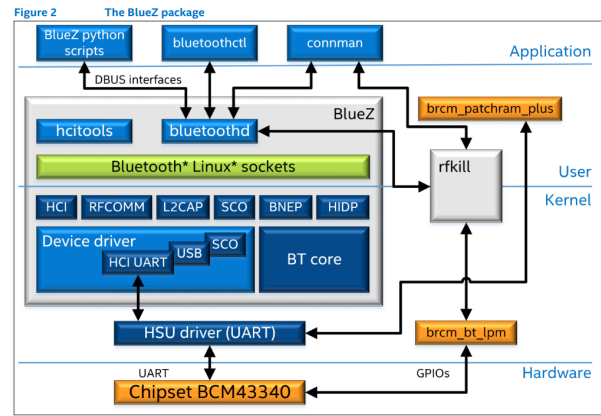 Figure 2 The BlueZ package
BlueZ python
scripts
bluetoothctl
connman
Application
DBUS interfaces
brcm_patchram_plus
BlueZ
hcitools
bluetoothd
rfkill
Bluetooth* Linux* sockets
User
Kernel
HCI
RFCOMM
L2CAP
SCO
BNEP
HIDP
Device driver
SCO
USB
HCI UART
BT core
HSU driver (UART)
brcm_bt_lpm
UART
GPIOs
Hardware
Chipset BCM43340